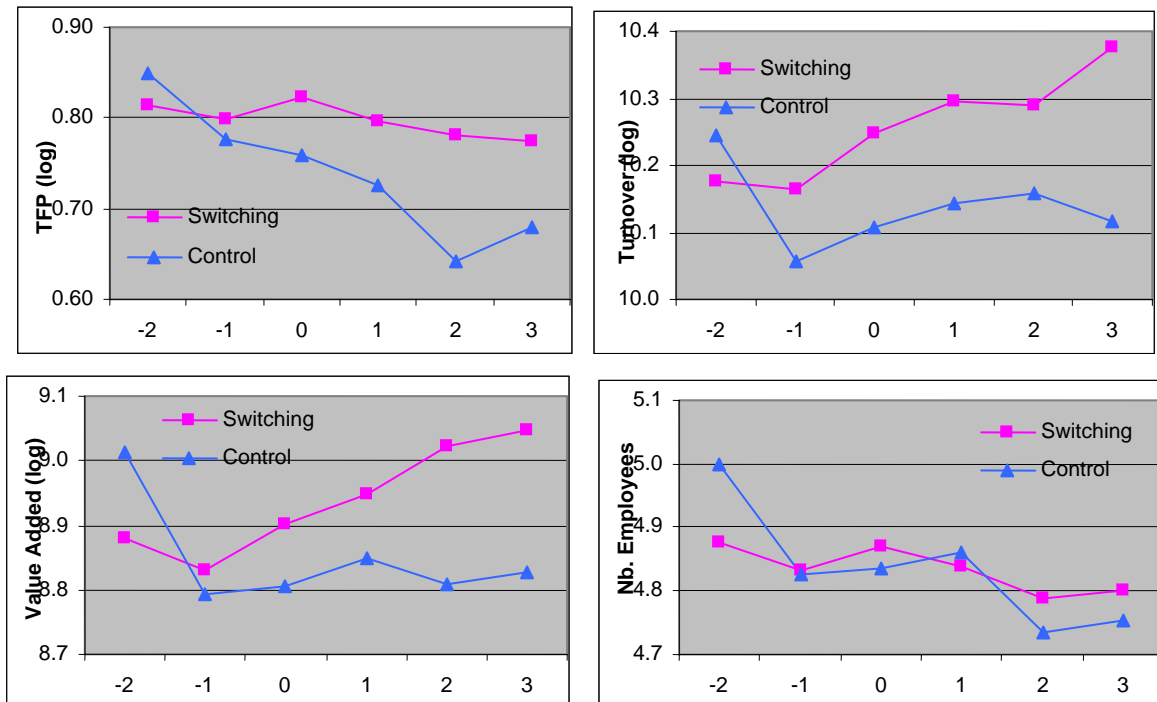 TFP (log)
0.90
0.80
0.70
0.60
Switching
Control
-2 -1 0 1 2 3
Turnover (log)
10.4
10.3
10.2
10.1
10.0
Switching
Control
-2 -1 0 1 2 3
Value Added (log)
9.1
9.0
8.9
8.8
8.7
Switching
Control
-2 -1 0 1 2 3
Nb. Employees
5.1
5.0
4.9
4.8
4.7
Switching
Control
-2 -1 0 1 2 3